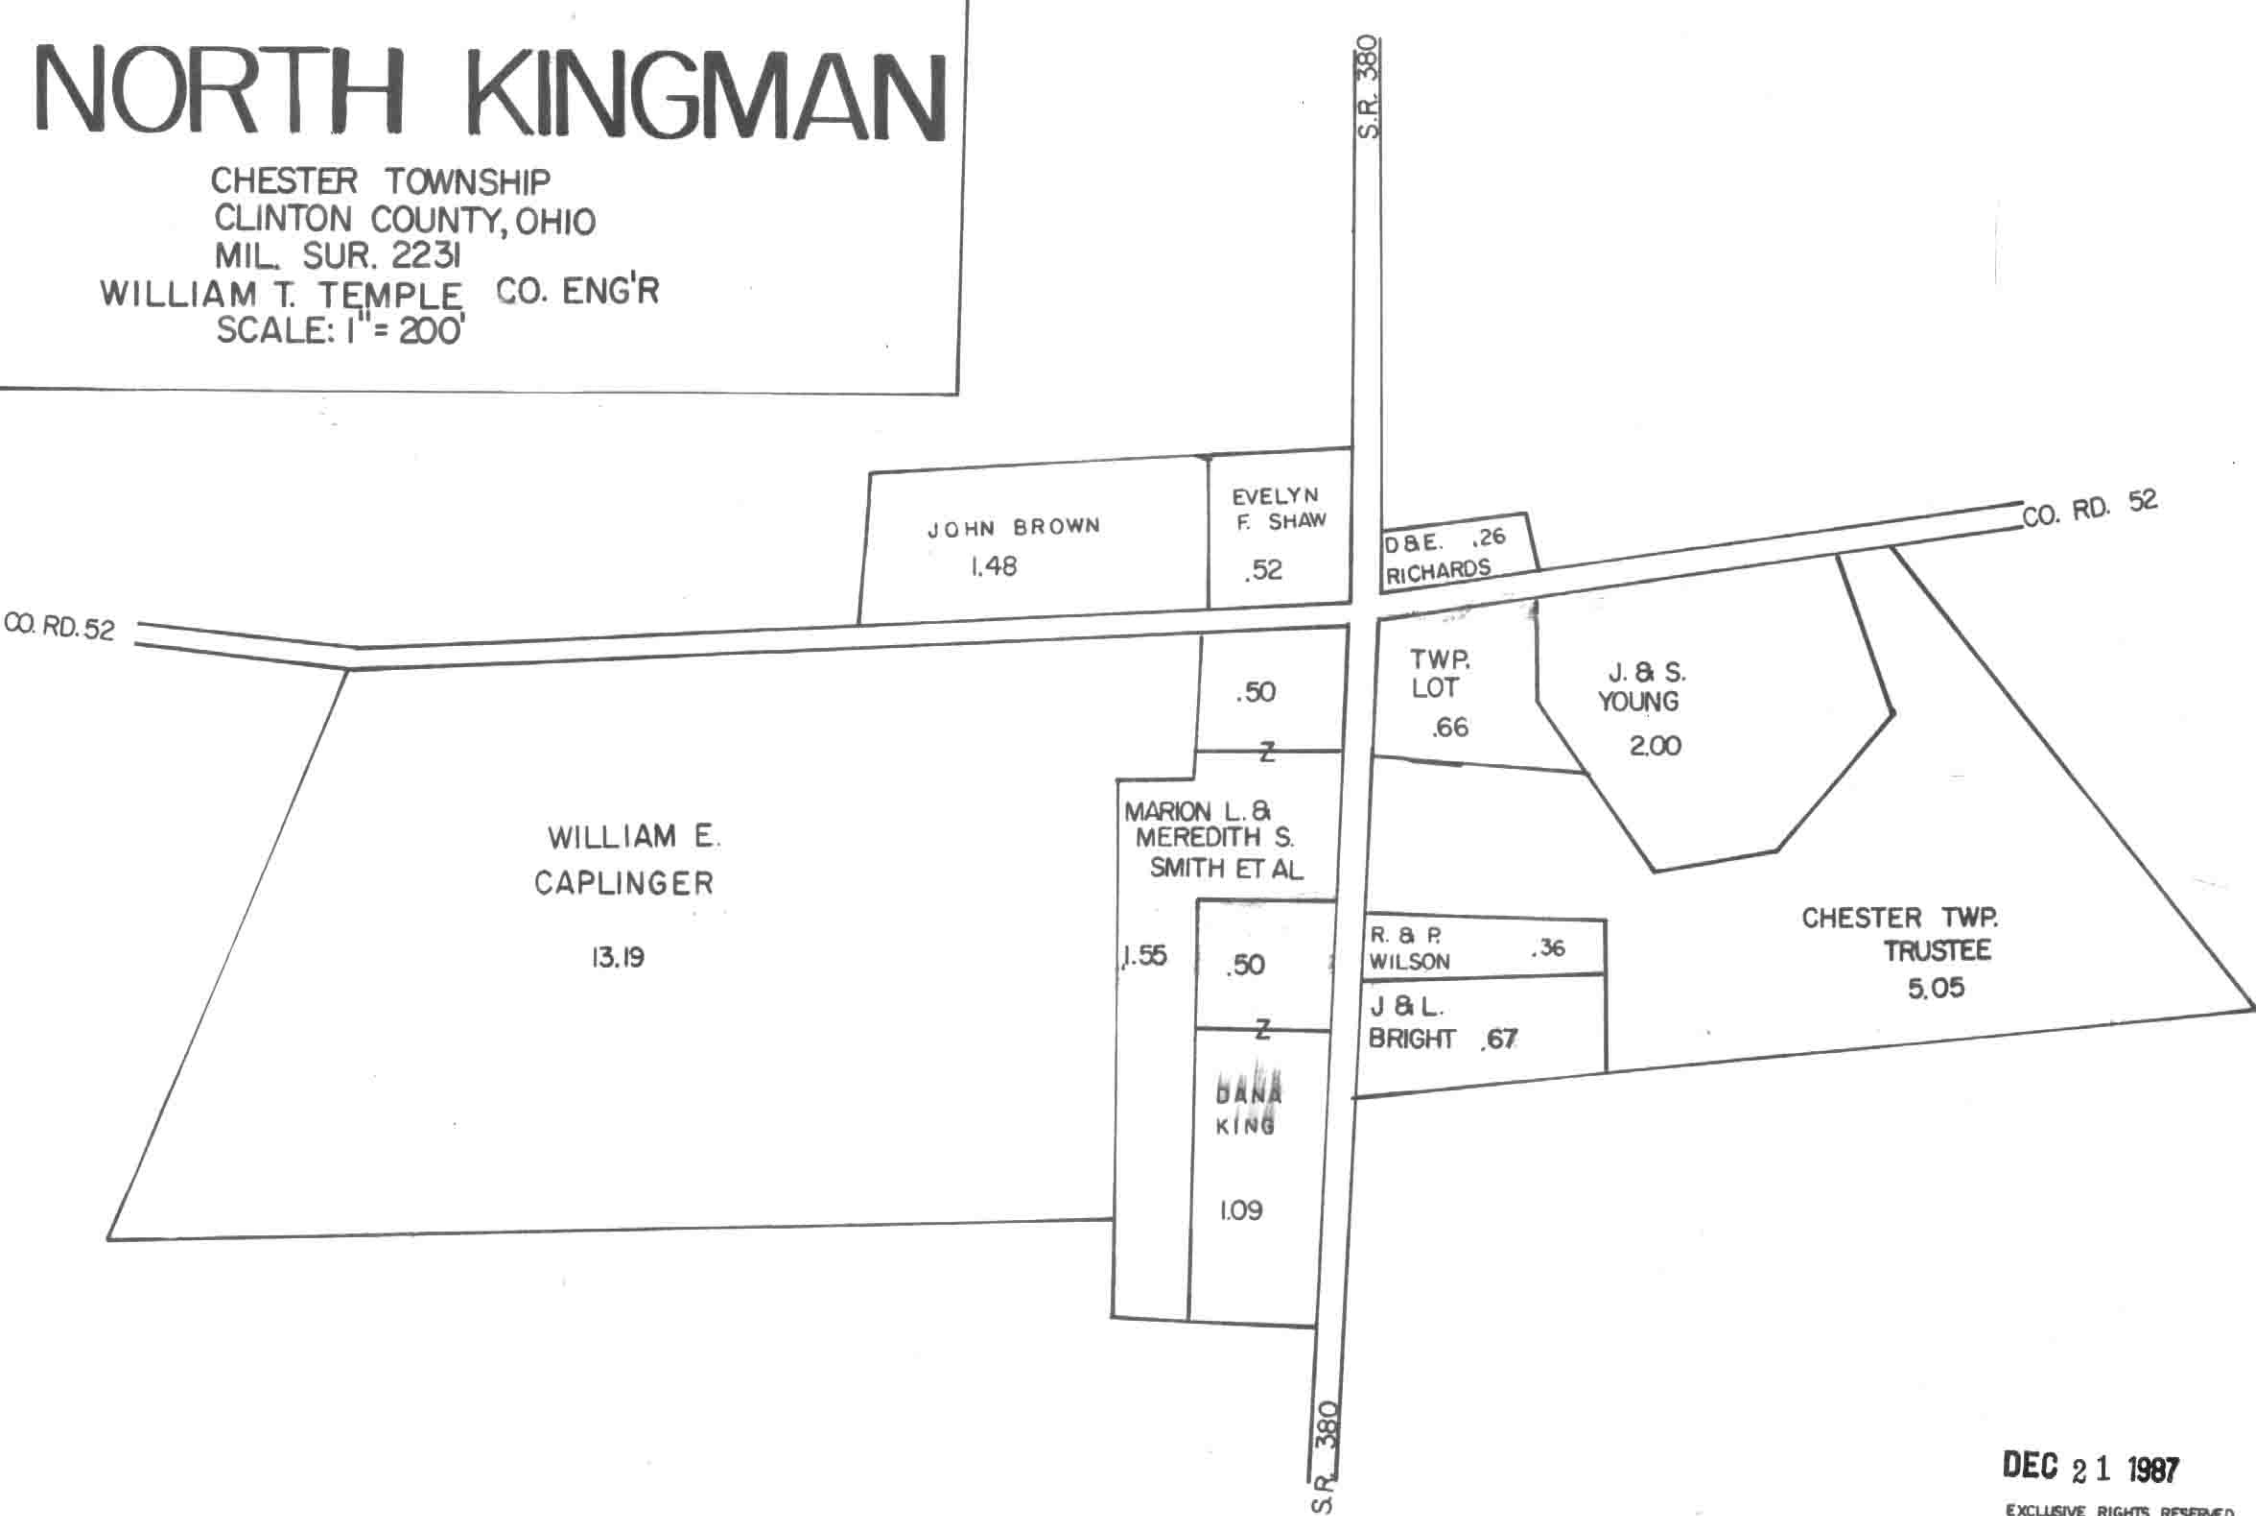 NORTH KINGMAN
CHESTER TOWNSHIP
CLINTON COUNTY, OHIO
MIL. SUR. 2231
WILLIAM T. TEMPLE CO. ENG'R
SCALE: 1"= 200'
S.R. 380
JOHN BROWN
1.48
EVELYN
F. SHAW
.52
D & E. .26
RICHARDS
CO. RD. 52
CO. RD. 52
.50
Z
TWP.
LOT
.66
J. & S.
YOUNG
2.00
WILLIAM E.
CAPLINGER
13.19
MARION L. &
MEREDITH S.
SMITH ET AL
1.55
.50
Z
R. & P.
WILSON .36
J & L.
BRIGHT .67
CHESTER TWP.
TRUSTEE
5.05
DANA
KING
1.09
S.R. 380
DEC 21 1987
EXCLUSIVE RIGHTS RESERVED